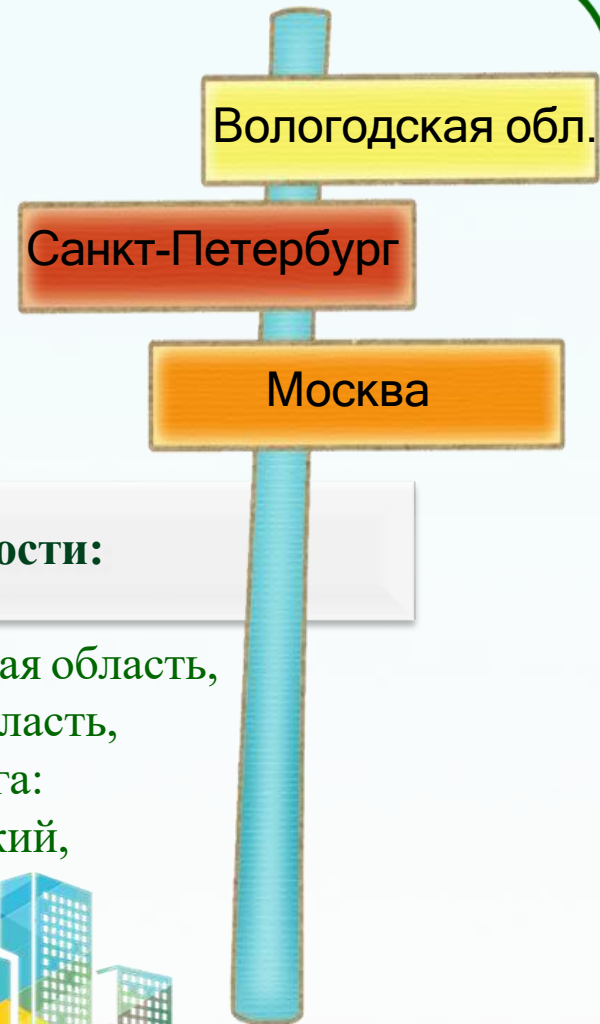 Вологодская обл.
Санкт-Петербург
Москва
ости:
ая область,
ласть,
га:
кий,